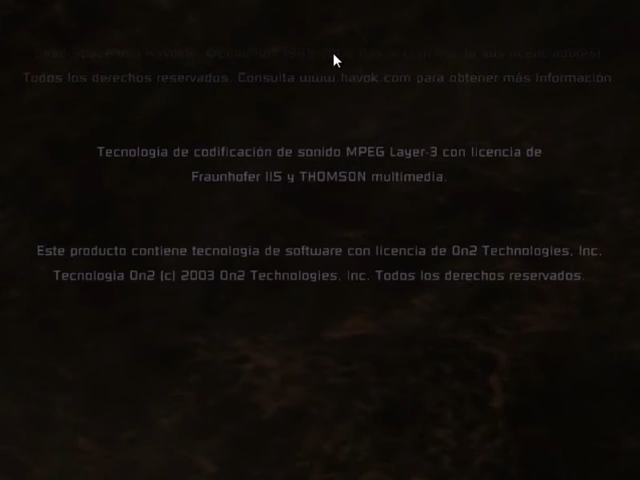 Todos los derechos reservados. Consulta www.havok.com para obtener más información.
Tecnología de codificación de sonido MPEG Layer-3 con licencia de
Fraunhofer IIS y THOMSON multimedia.
Este producto contiene tecnología de software con licencia de On2 Technologies, Inc.
Tecnología On2 (c) 2003 On2 Technologies, Inc. Todos los derechos reservados.